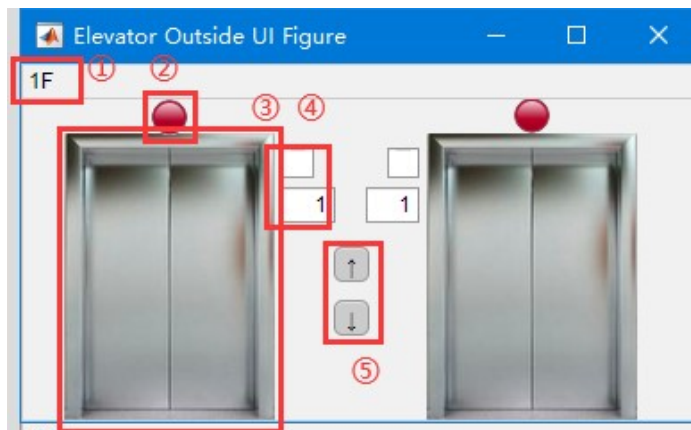 Elevator Outside UI Figure
1F ① ②
③ ④
1 1
↑
↓
⑤